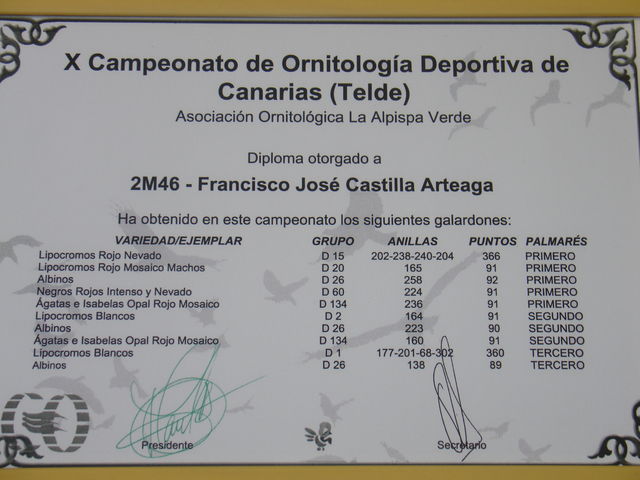 X Campeonato de Ornitología Deportiva de
Canarias (Telde)
Asociación Ornitológica La Alpispa Verde
Diploma otorgado a
2M46 - Francisco José Castilla Arteaga
Ha obtenido en este campeonato los siguientes galardones:
VARIEDAD/EJEMPLAR GRUPO ANILLAS PUNTOS PALMARÉS
Lipocromos Rojo Nevado D 15 202-238-240-204 366 PRIMERO
Lipocromos Rojo Mosaico Machos D 20 165 91 PRIMERO
Albinos D 26 258 92 PRIMERO
Negros Rojos Intenso y Nevado D 60 224 91 PRIMERO
Ágatas e Isabelas Opal Rojo Mosaico D 134 236 91 PRIMERO
Lipocromos Blancos D 2 164 91 SEGUNDO
Albinos D 26 223 90 SEGUNDO
Ágatas e Isabelas Opal Rojo Mosaico D 134 160 91 SEGUNDO
Lipocromos Blancos D 1 177-201-68-302 360 TERCERO
Albinos D 26 138 89 TERCERO
Presidente Secretario